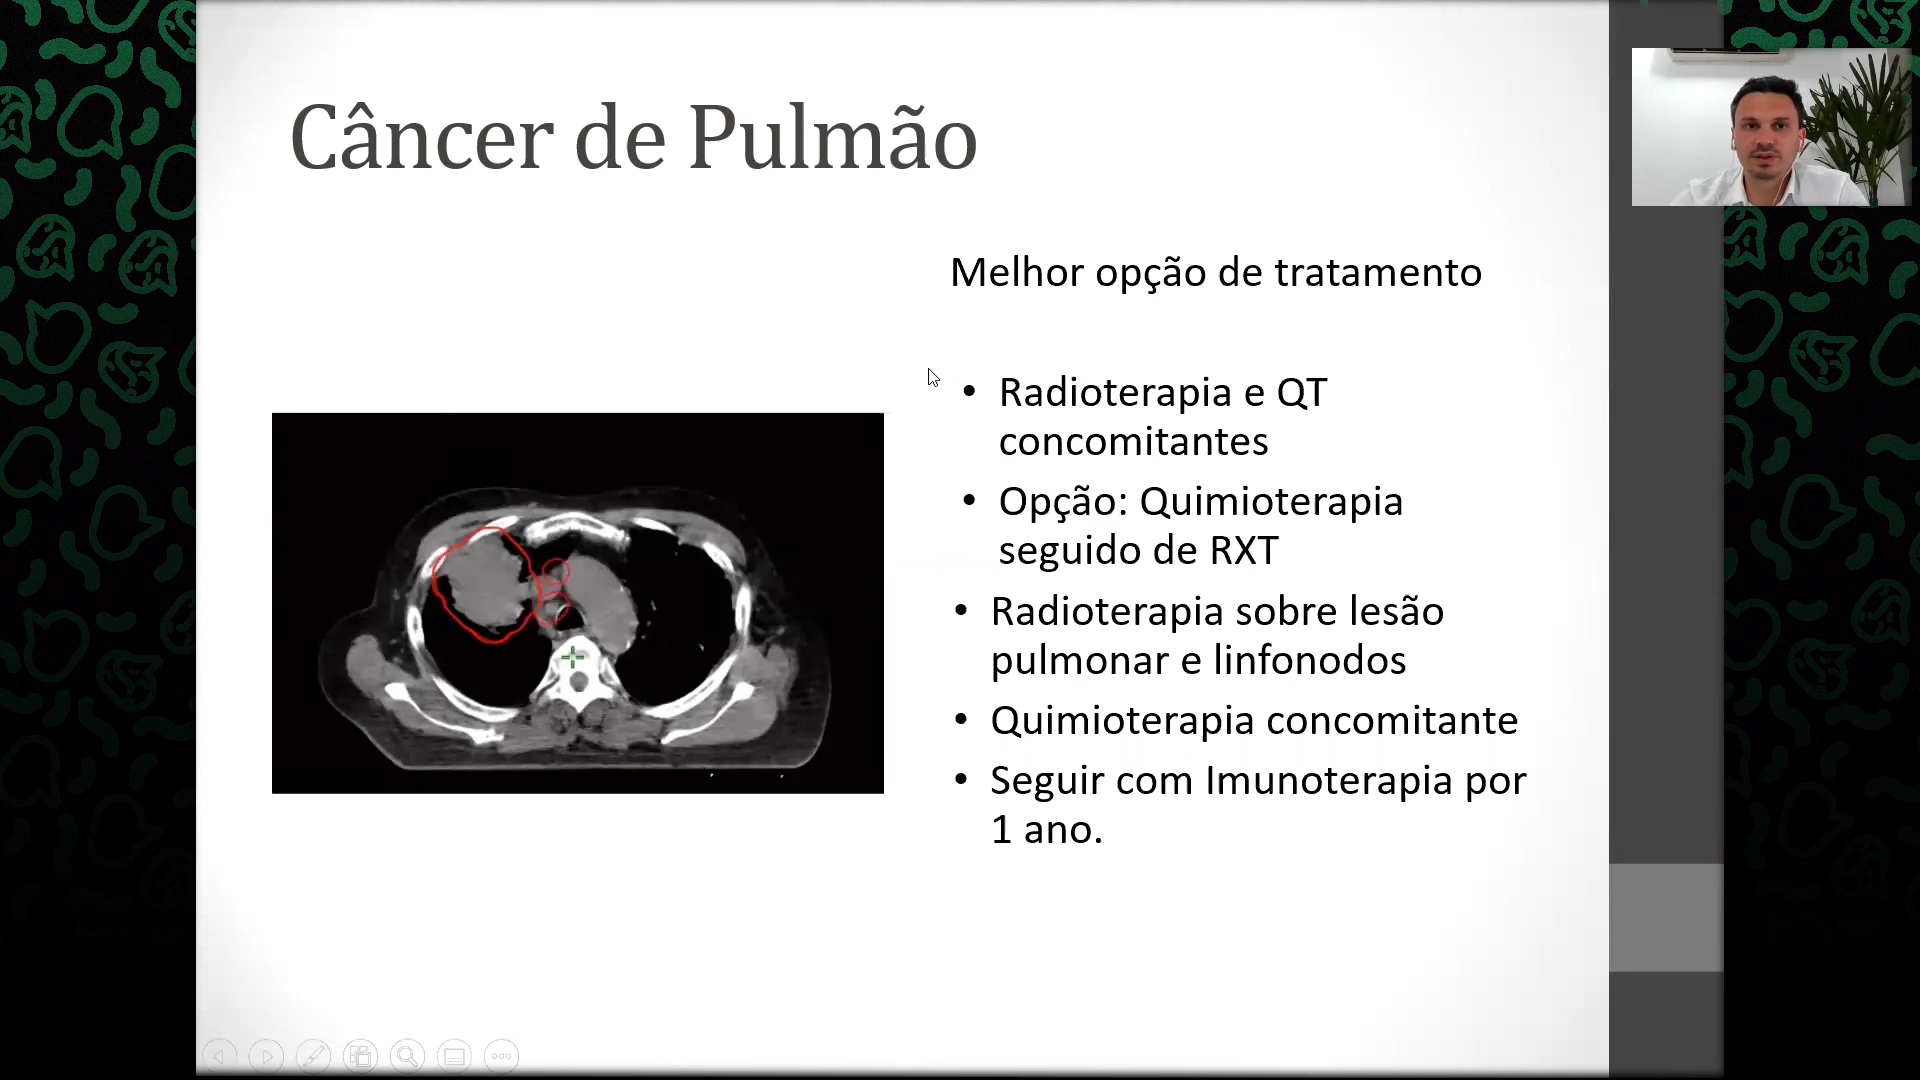 Câncer de Pulmão
Melhor opção de tratamento
• Radioterapia e QT
concomitantes
• Opção: Quimioterapia
seguido de RXT
• Radioterapia sobre lesão
pulmonar e linfonodos
• Quimioterapia concomitante
• Seguir com Imunoterapia por
1 ano.